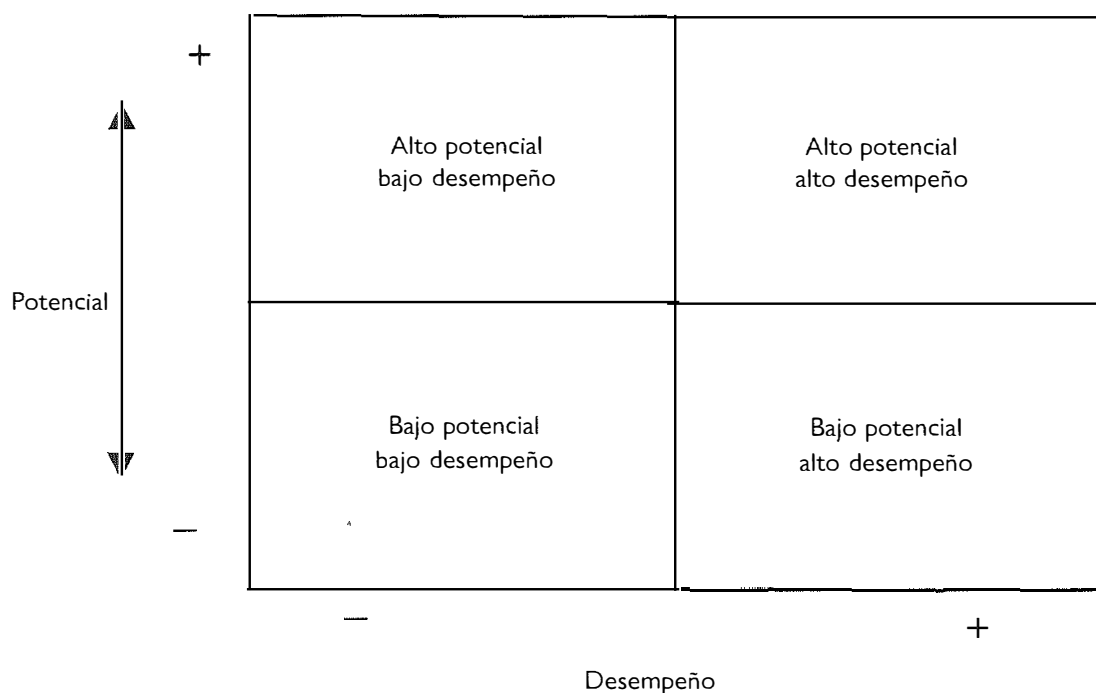 +
Alto potencial
bajo desempeño
Alto potencial
alto desempeño
Potencial
Bajo potencial
bajo desempeño
Bajo potencial
alto desempeño
—
—
+
Desempeño